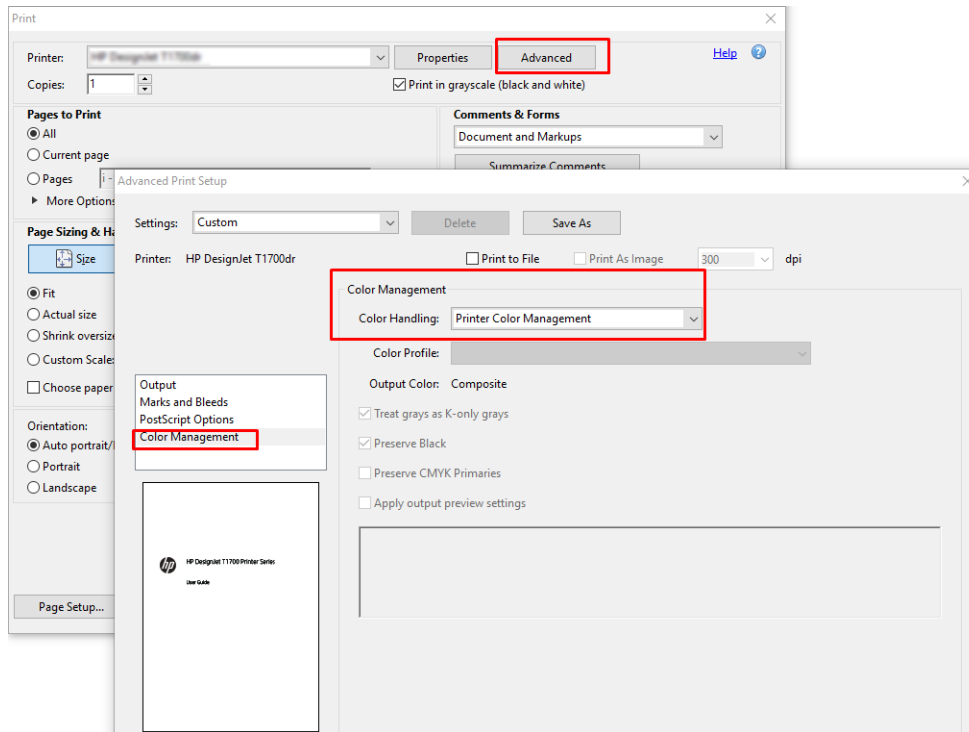 Print
Printer: HP DesignJet T1700dr Properties Advanced Help ?
Copies: 1 Print in grayscale (black and white)
Pages to Print
All
Current page
Pages
More Options
Comments & Forms
Document and Markups
Summarize Comments
Page Sizing & Ha
Size
Fit
Actual size
Shrink oversize
Custom Scale:
Choose paper
Orientation:
Auto portrait/l
Portrait
Landscape
Page Setup...
Advanced Print Setup
Settings: Custom Delete Save As
Printer: HP DesignJet T1700dr Print to File Print As Image 300 dpi
Output
Marks and Bleeds
PostScript Options
Color Management
Color Management
Color Handling: Printer Color Management
Color Profile:
Output Color: Composite
Treat grays as K-only grays
Preserve Black
Preserve CMYK Primaries
Apply output preview settings
hp
HP DesignJet T1700 Printer Series
User Guide